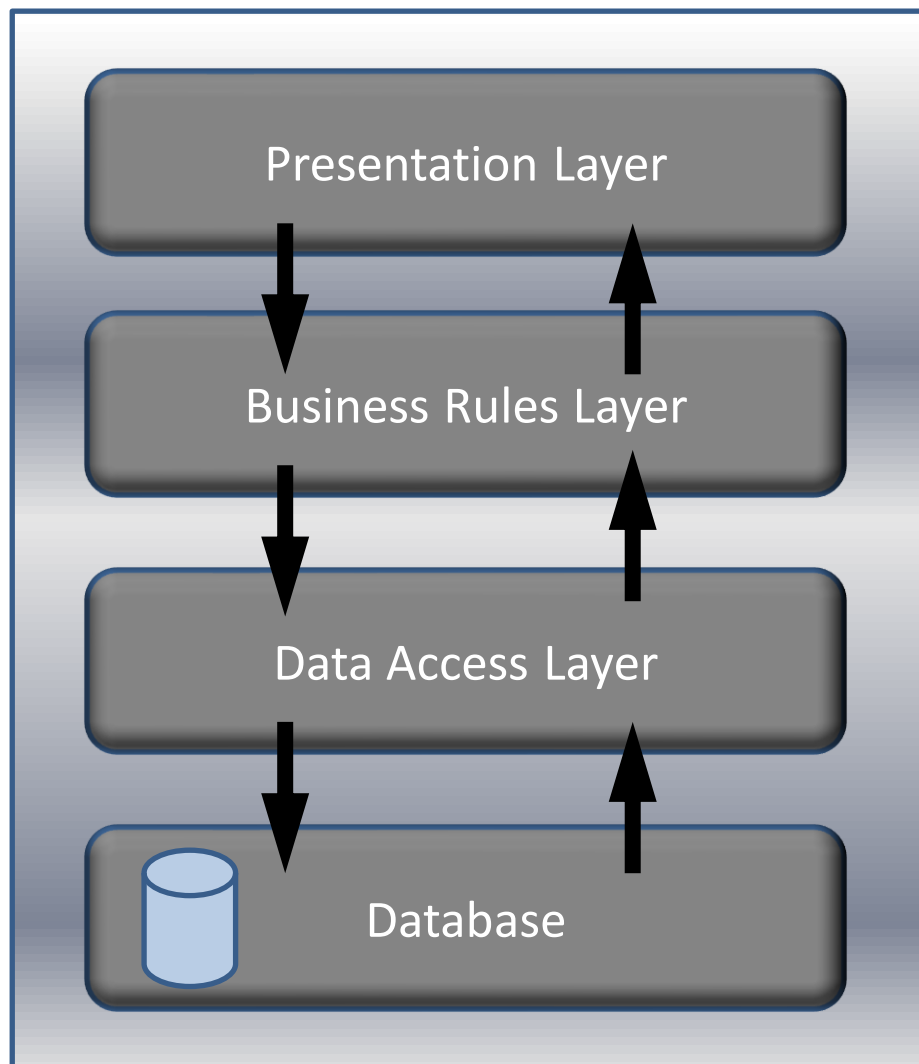 Presentation Layer
Business Rules Layer
Data Access Layer
Database